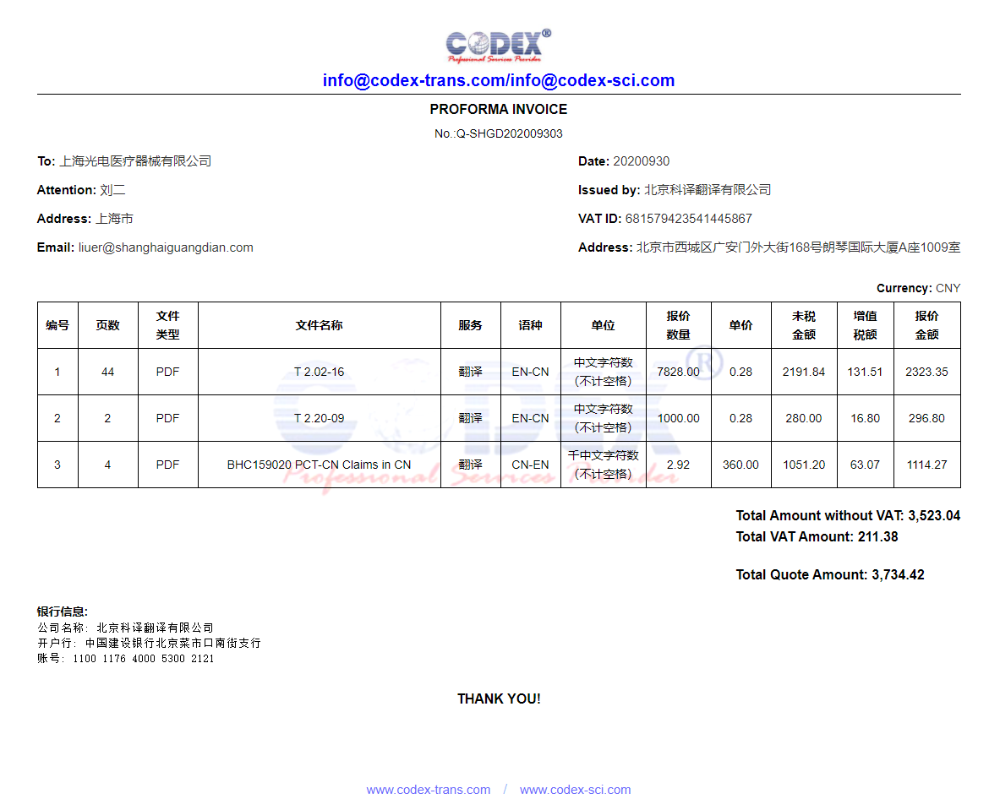 CODEX®
Professional Services Provider
info@codex-trans.com/info@codex-sci.com
PROFORMA INVOICE
No.:Q-SHGD202009303
To: 上海光电医疗器械有限公司
Date: 20200930
Attention: 刘二
Issued by: 北京科译翻译有限公司
Address: 上海市
VAT ID: 681579423541445867
Email: liuer@shanghaiguangdian.com
Address: 北京市西城区广安门外大街168号朗琴国际大厦A座1009室
Currency: CNY
编号 页数 文件类型 文件名称 服务 语种 单位 报价数量 单价 未税金额 增值税额 报价金额
1 44 PDF T 2.02-16 翻译 EN-CN 中文字符数(不计空格) 7828.00 0.28 2191.84 131.51 2323.35
2 2 PDF T 2.20-09 翻译 EN-CN 中文字符数(不计空格) 1000.00 0.28 280.00 16.80 296.80
3 4 PDF BHC159020 PCT-CN Claims in CN 翻译 CN-EN 千中文字符数(不计空格) 2.92 360.00 1051.20 63.07 1114.27
CODEX®
Professional Services Provider
Total Amount without VAT: 3,523.04
Total VAT Amount: 211.38
Total Quote Amount: 3,734.42
银行信息:
公司名称: 北京科译翻译有限公司
开户行: 中国建设银行北京菜市口南街支行
账号: 1100 1176 4000 5300 2121
THANK YOU!
www.codex-trans.com / www.codex-sci.com